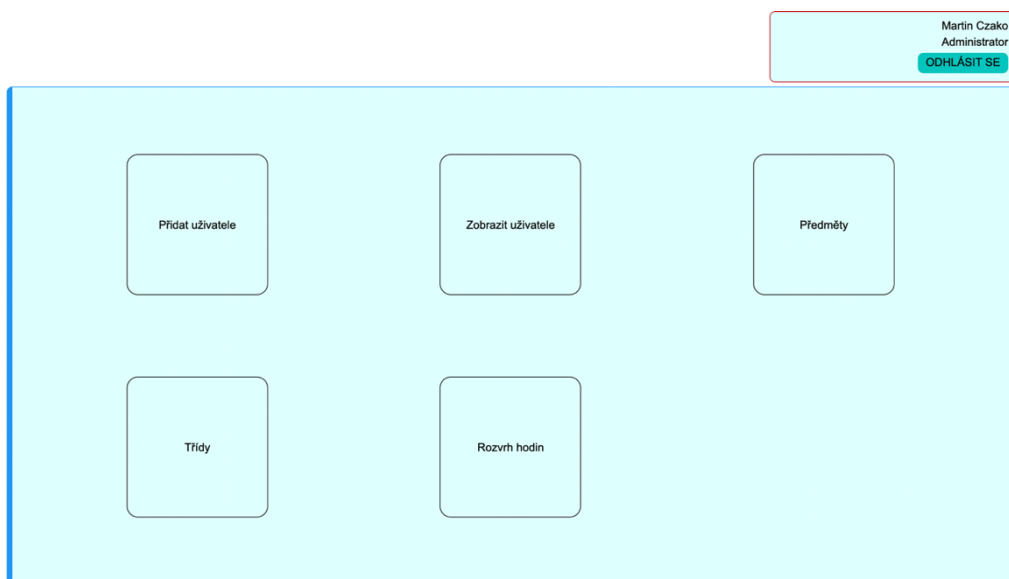 Martin Czako
Administrator
ODHLÁSIT SE
Přidat uživatele
Zobrazit uživatele
Předměty
Třídy
Rozvrh hodin